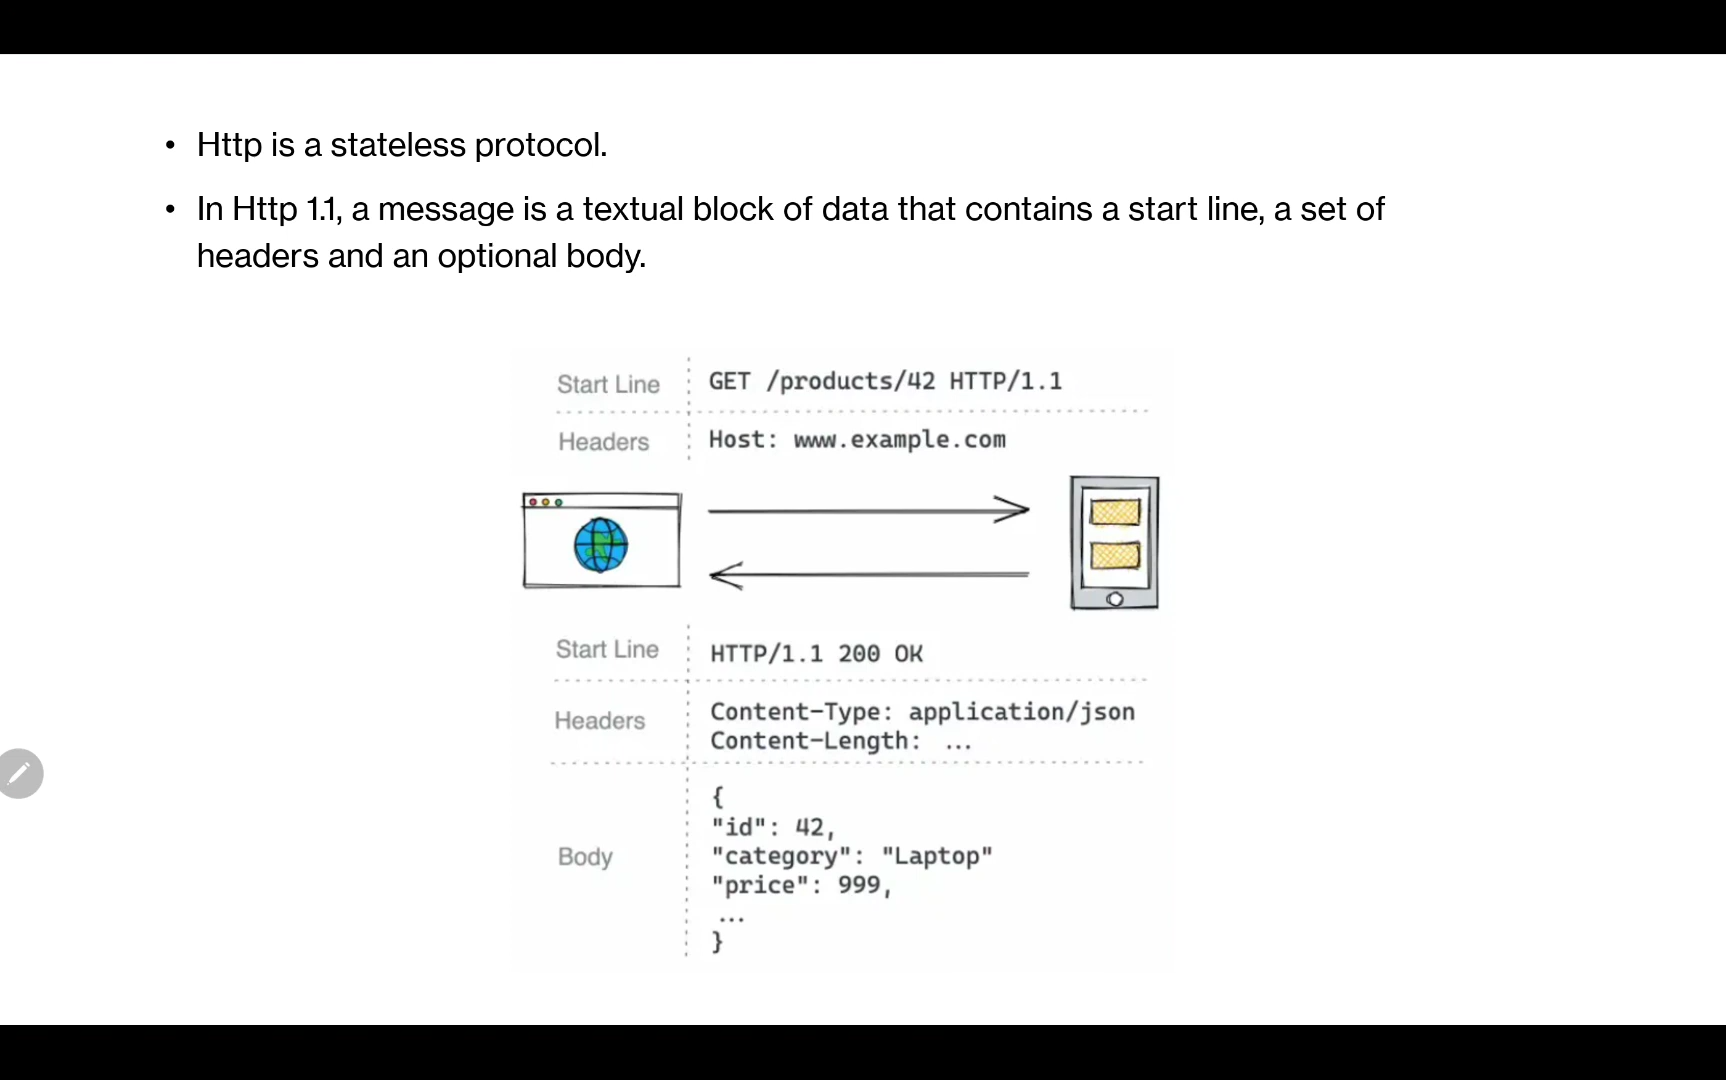 • Http is a stateless protocol.
• In Http 1.1, a message is a textual block of data that contains a start line, a set of
headers and an optional body.
Start Line GET /products/42 HTTP/1.1
Headers Host: www.example.com
Start Line HTTP/1.1 200 OK
Headers Content-Type: application/json
Content-Length: ...
{
"id": 42,
Body "category": "Laptop"
"price": 999,
...
}